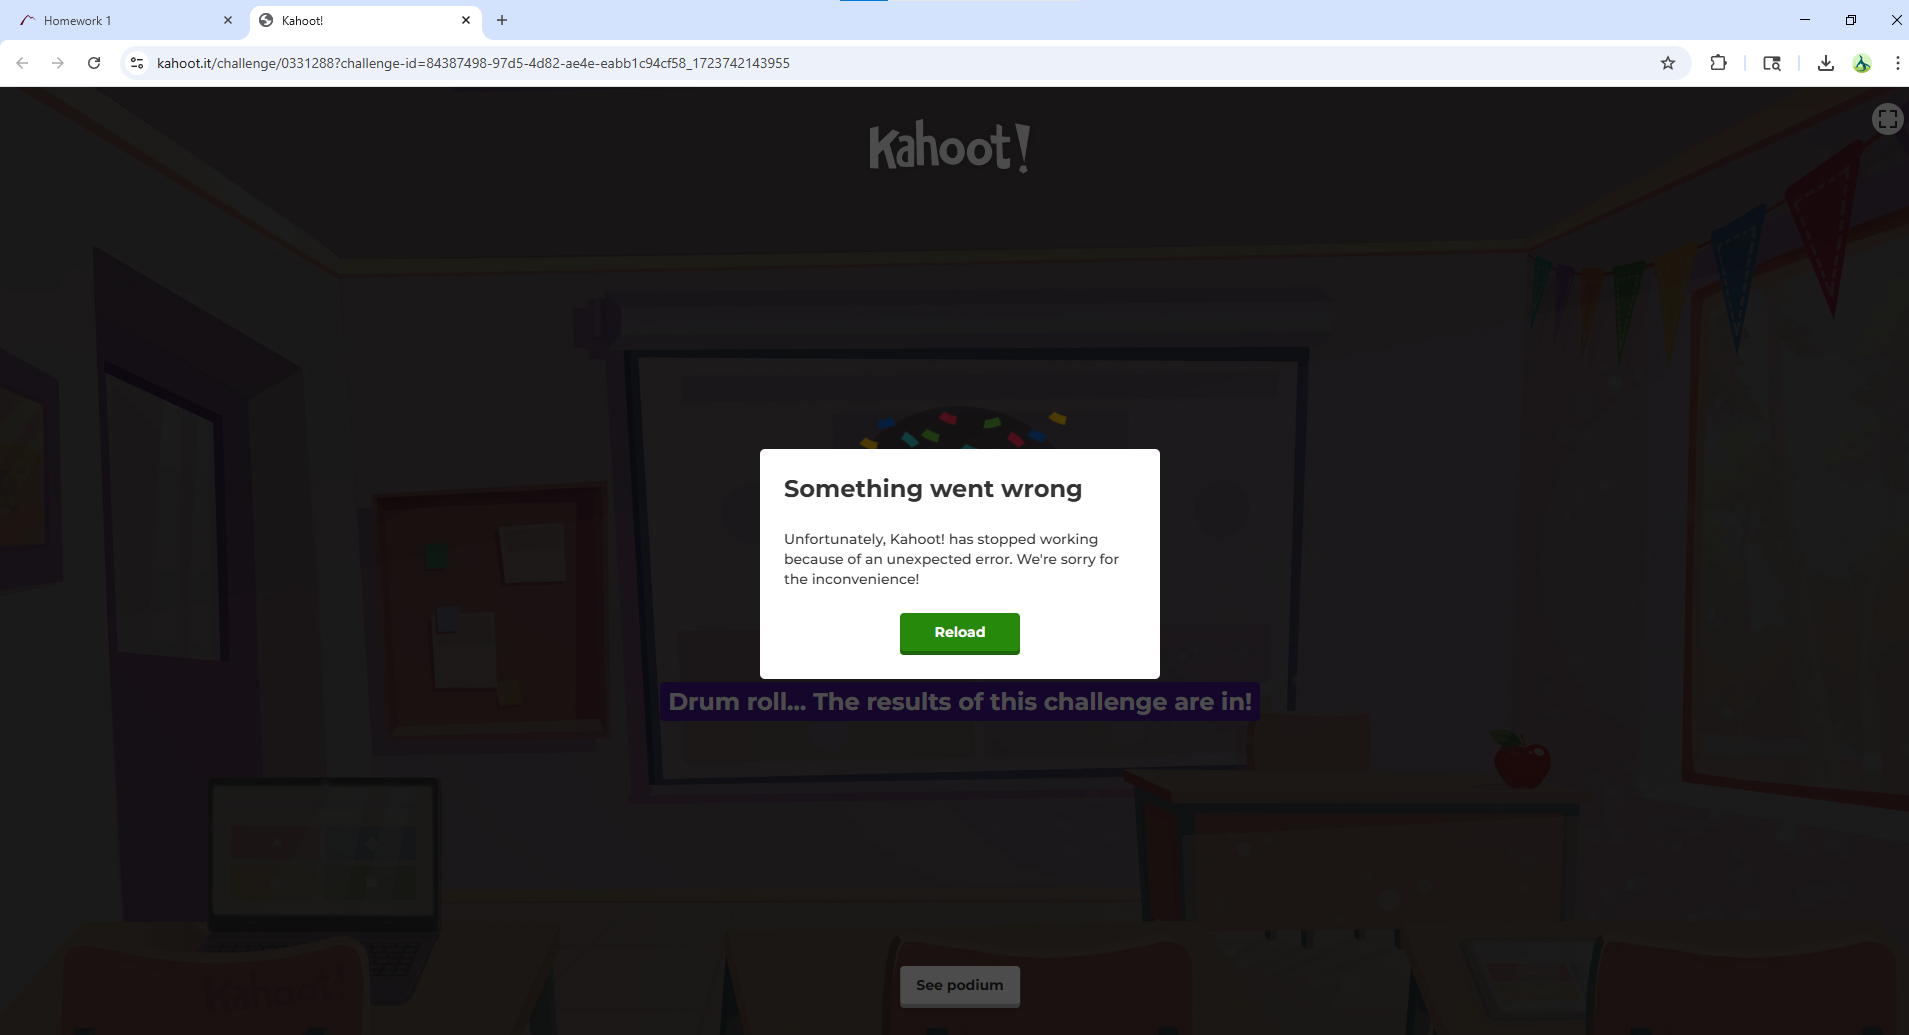 Homework 1
Kahoot!
kahoot.it/challenge/0331288?challenge-id=84387498-97d5-4d82-ae4e-eabb1c94cf58_1723742143955
Kahoot!
Something went wrong
Unfortunately, Kahoot! has stopped working
because of an unexpected error. We're sorry for
the inconvenience!
Reload
Drum roll... The results of this challenge are in!
Kahoot!
See podium